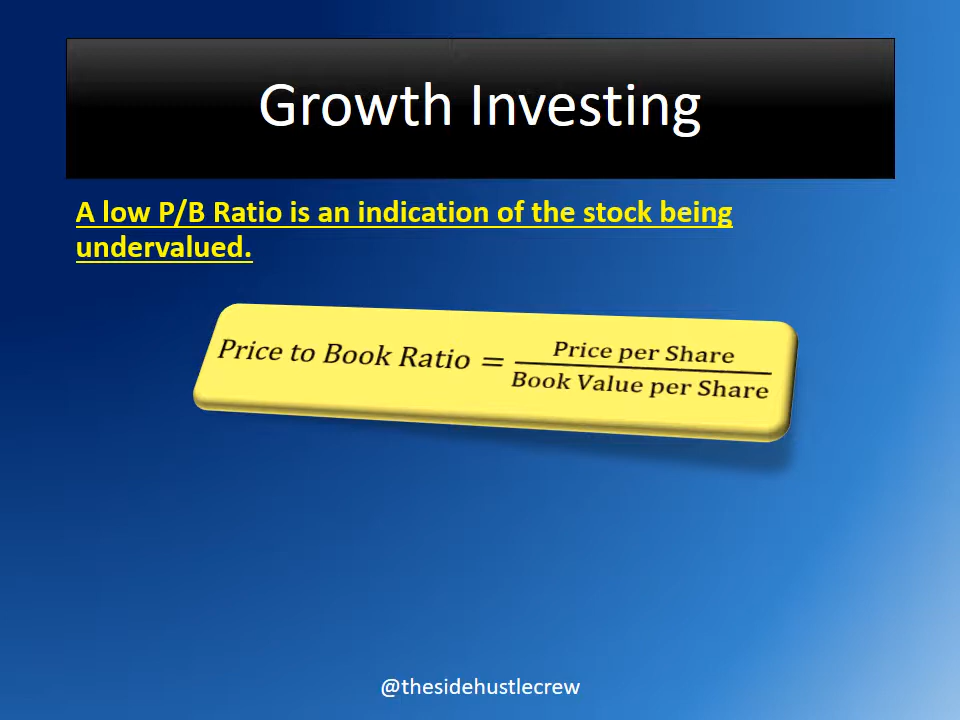 Growth Investing
A low P/B Ratio is an indication of the stock being
undervalued.
Price to Book Ratio = Price per Share / Book Value per Share
@thesidehustlecrew